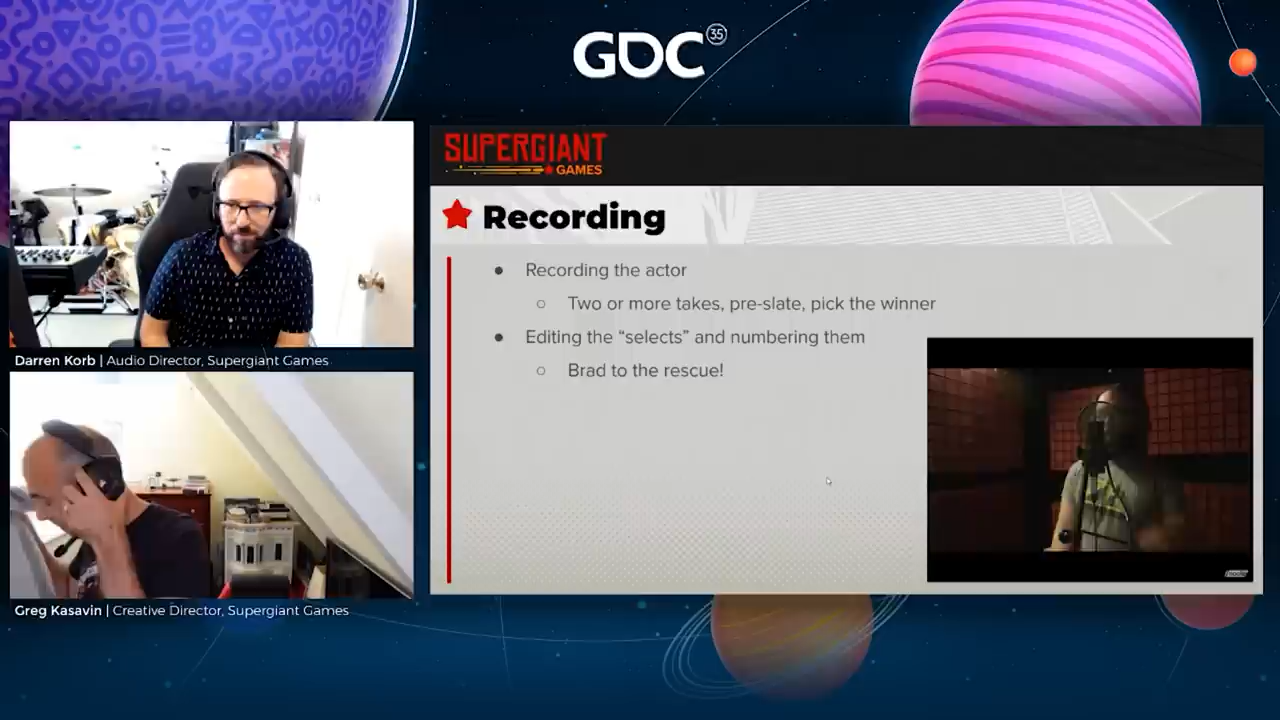 GDC 35
SUPERGIANT
GAMES
Recording
● Recording the actor
○ Two or more takes, pre-slate, pick the winner
● Editing the “selects” and numbering them
○ Brad to the rescue!
Darren Korb | Audio Director, Supergiant Games
Greg Kasavin | Creative Director, Supergiant Games